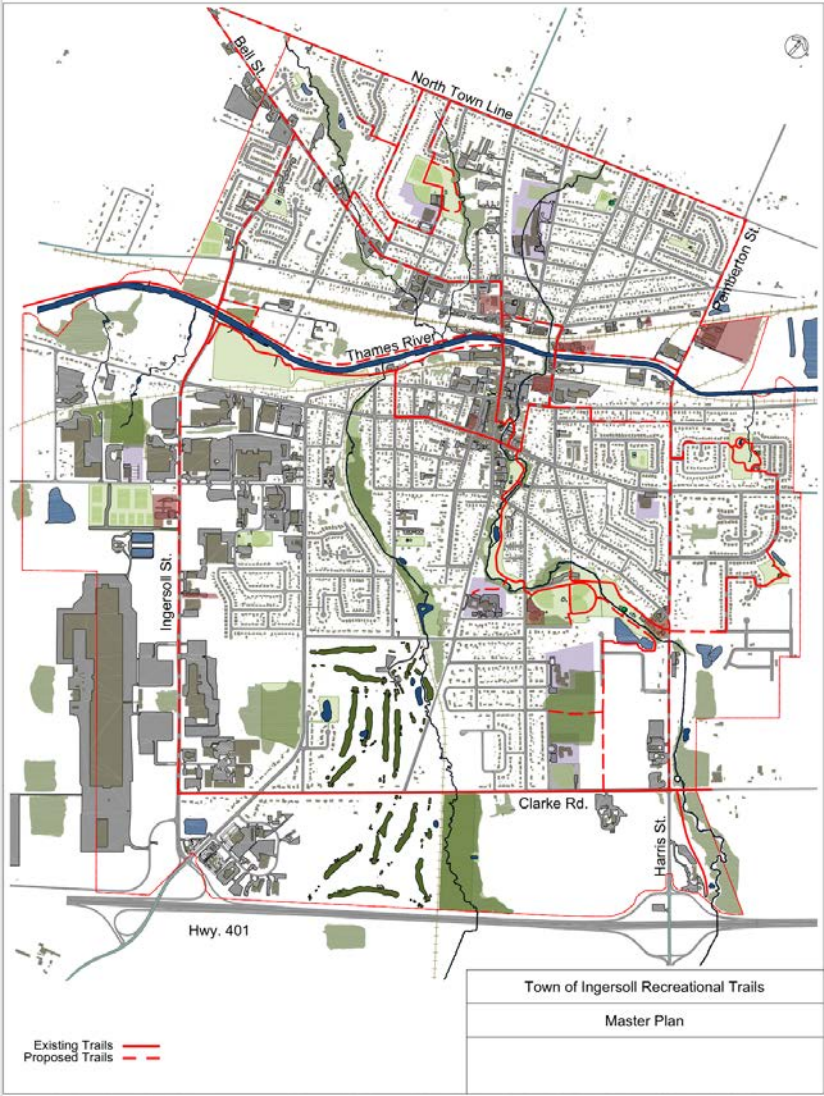 Bell St.
North Town Line
Pemberton St.
Thames River
Ingersoll St.
Clarke Rd.
Harris St.
Hwy. 401
Town of Ingersoll Recreational Trails
Master Plan
Existing Trails
Proposed Trails